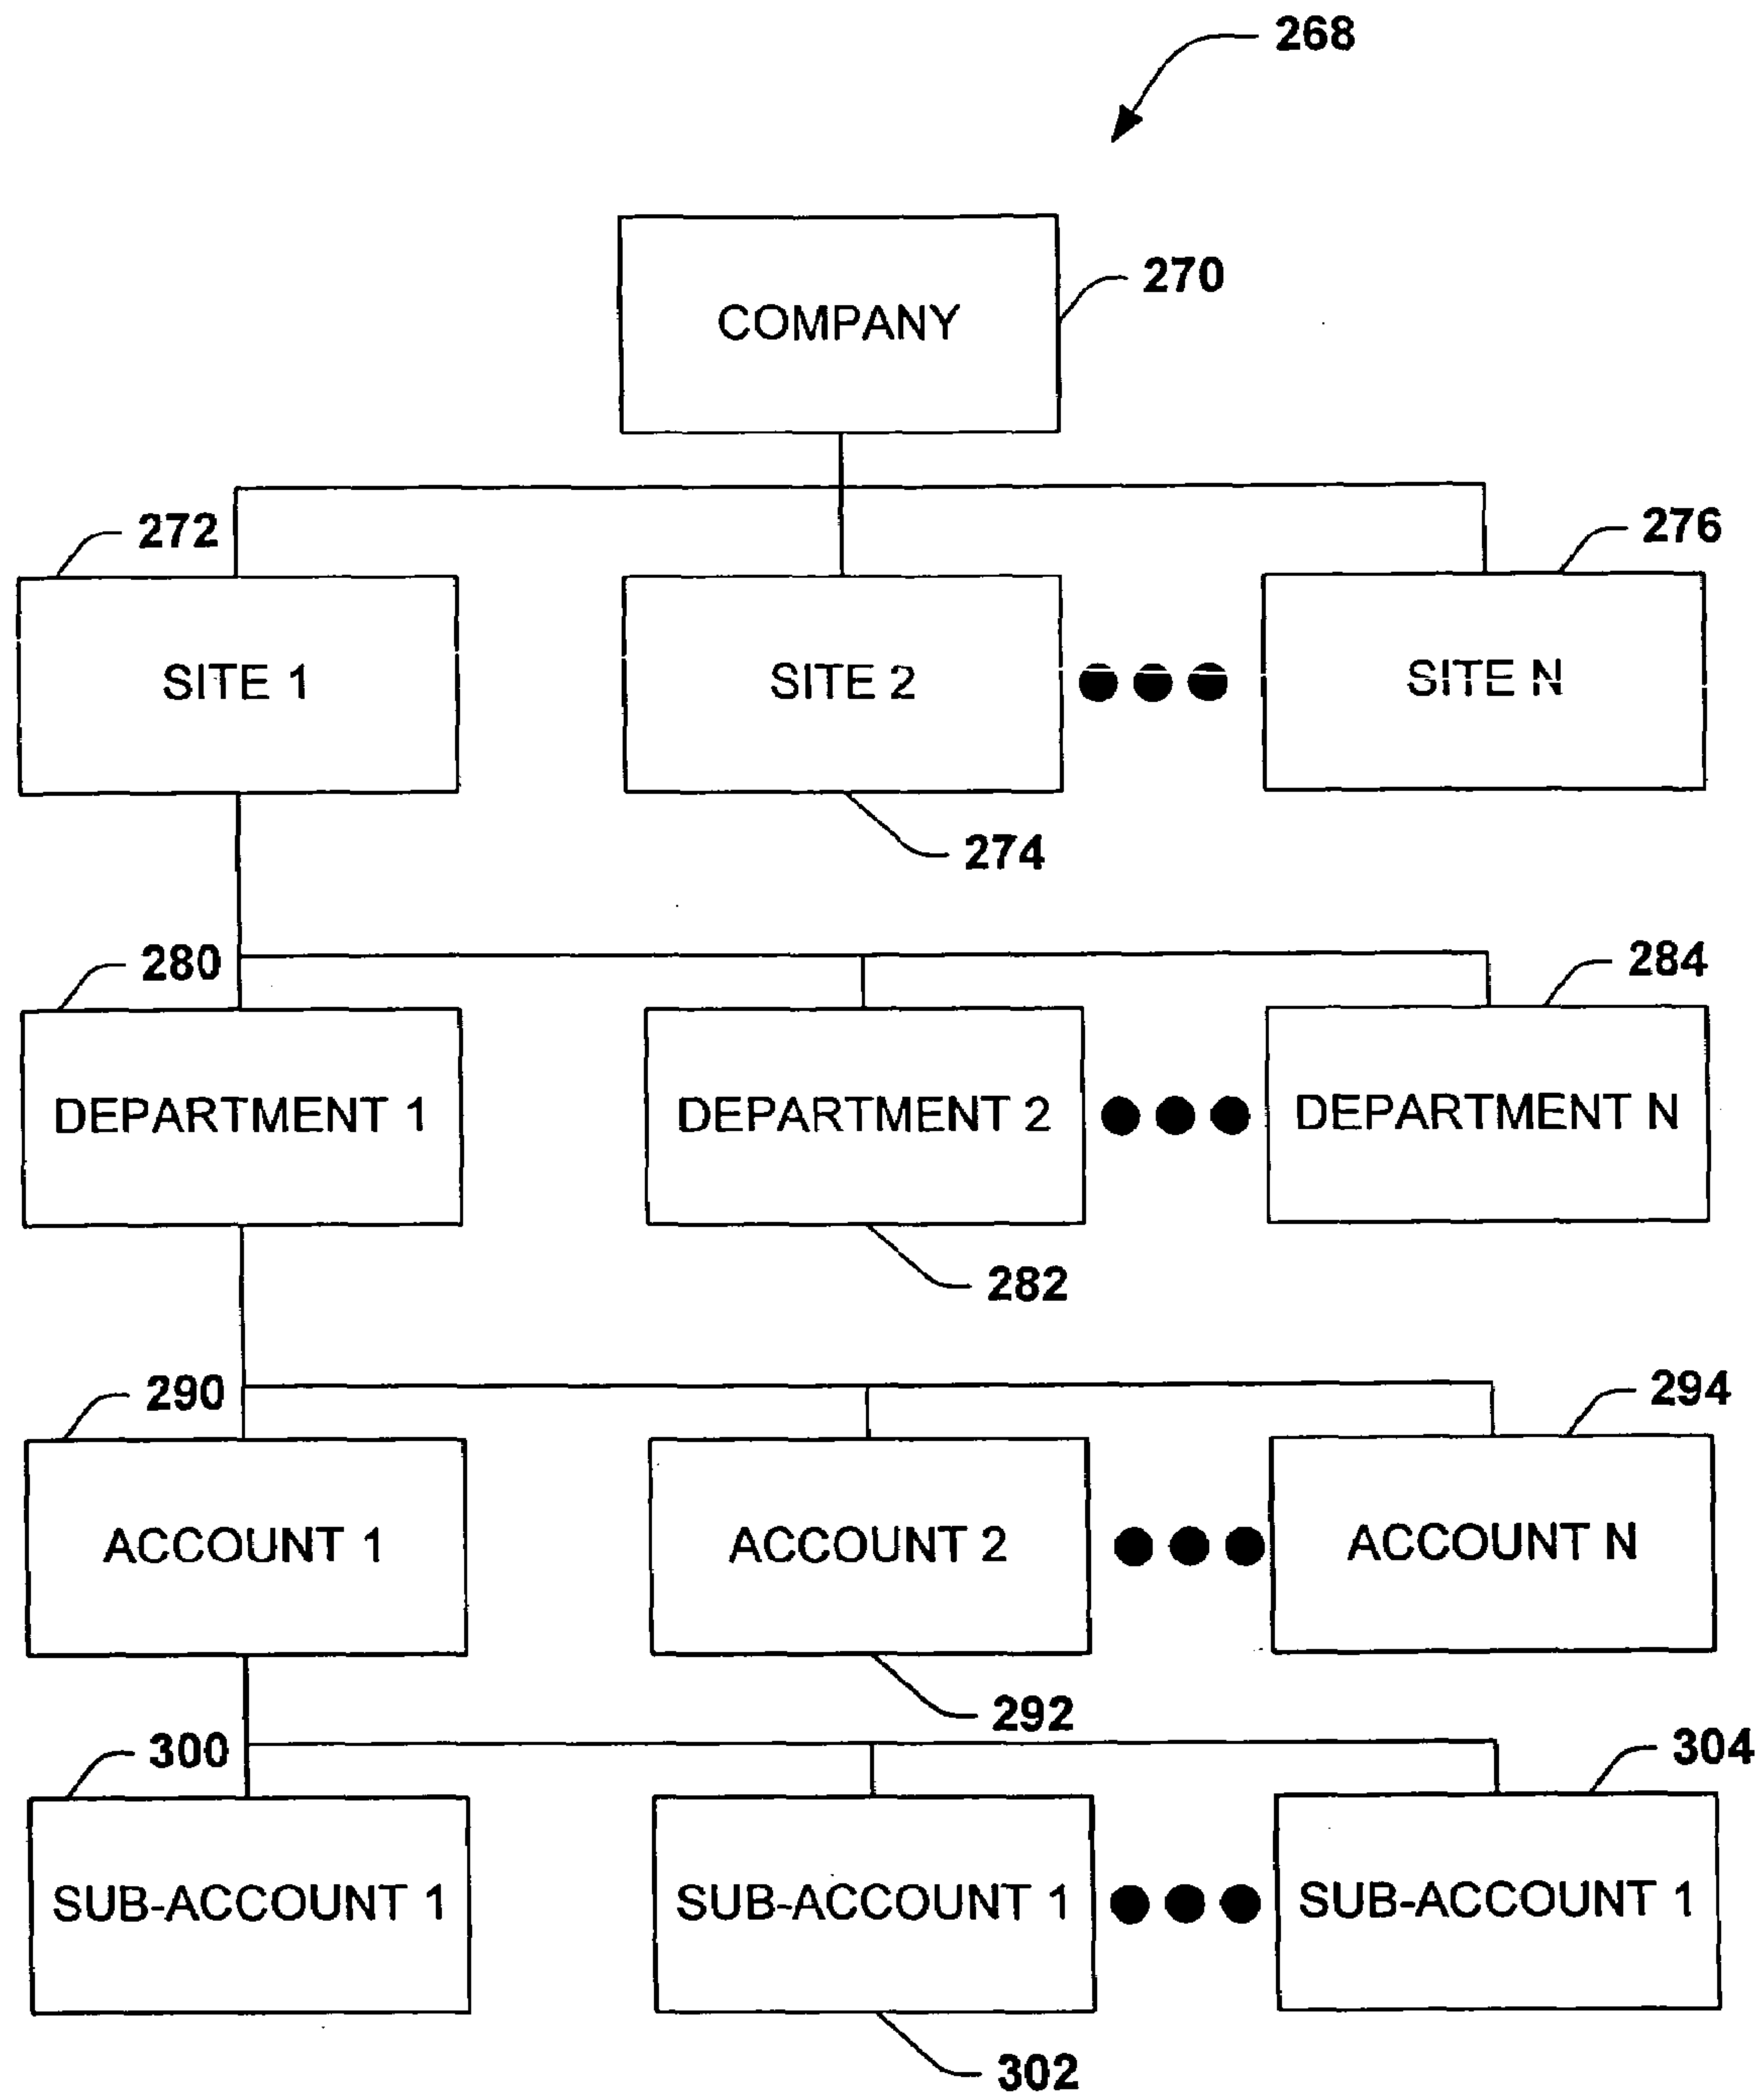 268
270
COMPANY
272
276
SITE 1
SITE 2
SITE N
274
280
284
DEPARTMENT 1
DEPARTMENT 2
DEPARTMENT N
282
290
294
ACCOUNT 1
ACCOUNT 2
ACCOUNT N
292
300
304
SUB-ACCOUNT 1
SUB-ACCOUNT 1
SUB-ACCOUNT 1
302